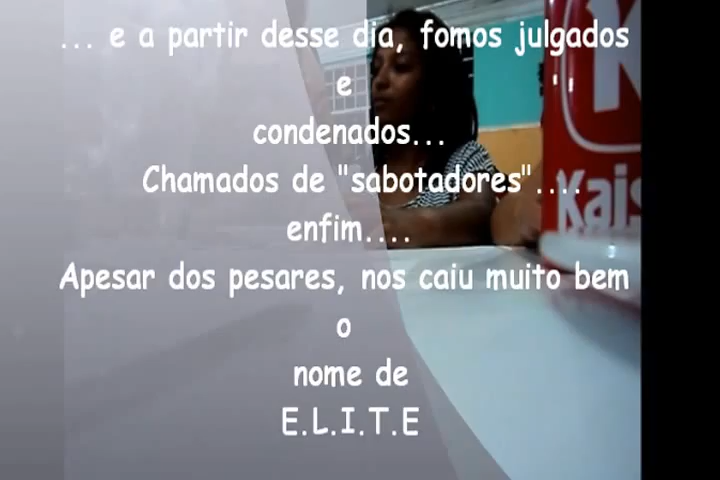 ... e a partir desse dia, fomos julgados
e
condenados...
Chamados de "sabotadores"....
enfim....
Apesar dos pesares, nos caiu muito bem
o
nome de
E.L.I.T.E
K
Kais